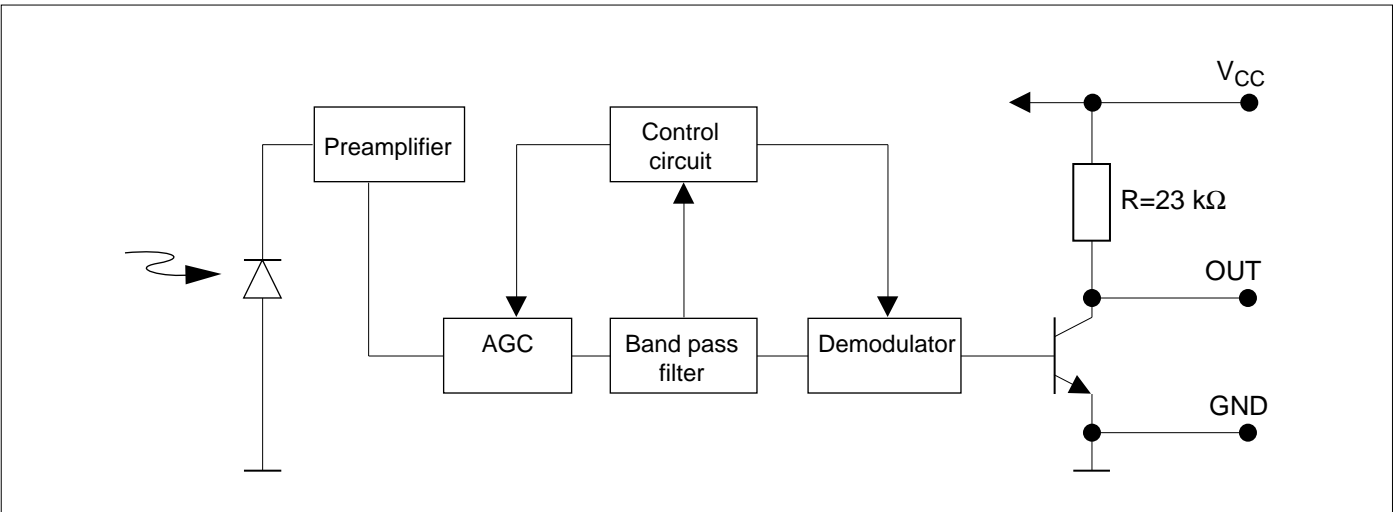 V_CC
Preamplifier
Control
circuit
R=23 kΩ
OUT
AGC
Band pass
filter
Demodulator
GND